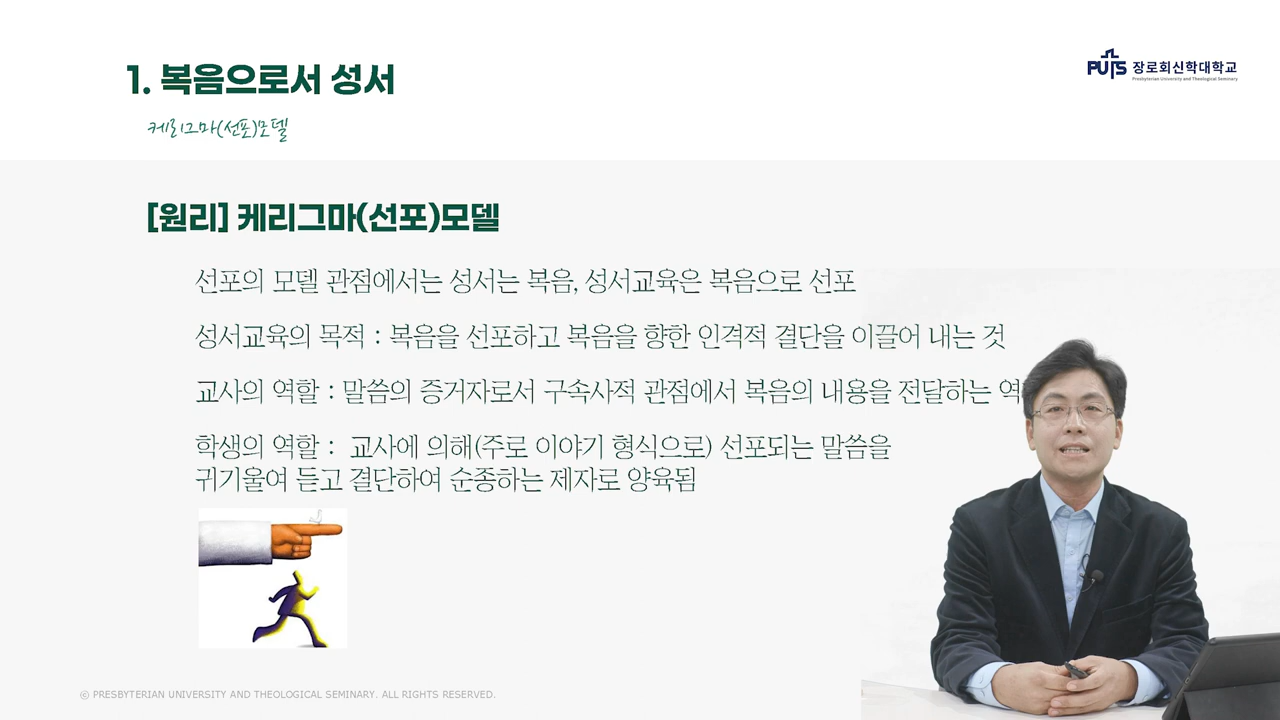 1. 복음으로서 성서
케리그마(선포)모델
PUTS 장로회신학대학교
Presbyterian University and Theological Seminary
[원리] 케리그마(선포)모델
선포의 모델 관점에서는 성서는 복음, 성서교육은 복음으로 선포
성서교육의 목적 : 복음을 선포하고 복음을 향한 인격적 결단을 이끌어 내는 것
교사의 역할 : 말씀의 증거자로서 구속사적 관점에서 복음의 내용을 전달하는 역
학생의 역할 : 교사에 의해(주로 이야기 형식으로) 선포되는 말씀을
귀기울여 듣고 결단하여 순종하는 제자로 양육됨
ⓒ PRESBYTERIAN UNIVERSITY AND THEOLOGICAL SEMINARY. ALL RIGHTS RESERVED.